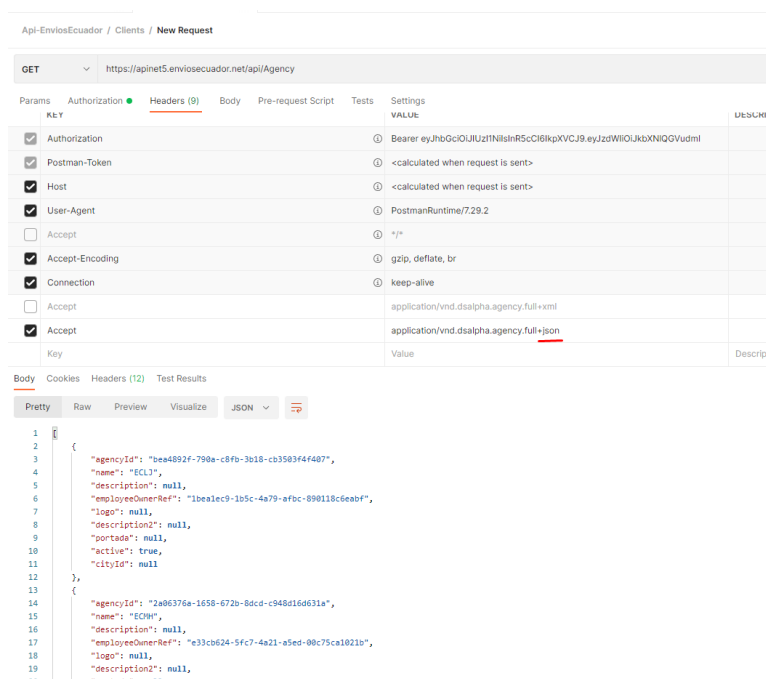 Api-EnviosEcuador / Clients / New Request
GET https://apinet5.enviosecuador.net/api/Agency
Params Authorization Headers (9) Body Pre-request Script Tests Settings
KEY VALUE DESCRI
Authorization Bearer eyJhbGciOiJIUzI1NiIsInR5cCI6IkpXVCJ9.eyJzdWIiOiJkbXNlQGVudmI
Postman-Token <calculated when request is sent>
Host <calculated when request is sent>
User-Agent PostmanRuntime/7.29.2
Accept */*
Accept-Encoding gzip, deflate, br
Connection keep-alive
Accept application/vnd.dsalpha.agency.full+xml
Accept application/vnd.dsalpha.agency.full+json
Key Value Descrip
Body Cookies Headers (12) Test Results
Pretty Raw Preview Visualize JSON
1 [
2 {
3 "agencyId": "bea4892f-790a-c8fb-3b18-cb3503f4f407",
4 "name": "ECLJ",
5 "description": null,
6 "employeeOwnerRef": "1bea1ec9-1b5c-4a79-afbc-890118c6eabf",
7 "logo": null,
8 "description2": null,
9 "portada": null,
10 "active": true,
11 "cityId": null
12 },
13 {
14 "agencyId": "2a06376a-1658-672b-8dcd-c948d16d631a",
15 "name": "ECMH",
16 "description": null,
17 "employeeOwnerRef": "e33cb624-5fc7-4a21-a5ed-00c75ca1021b",
18 "logo": null,
19 "description2": null,